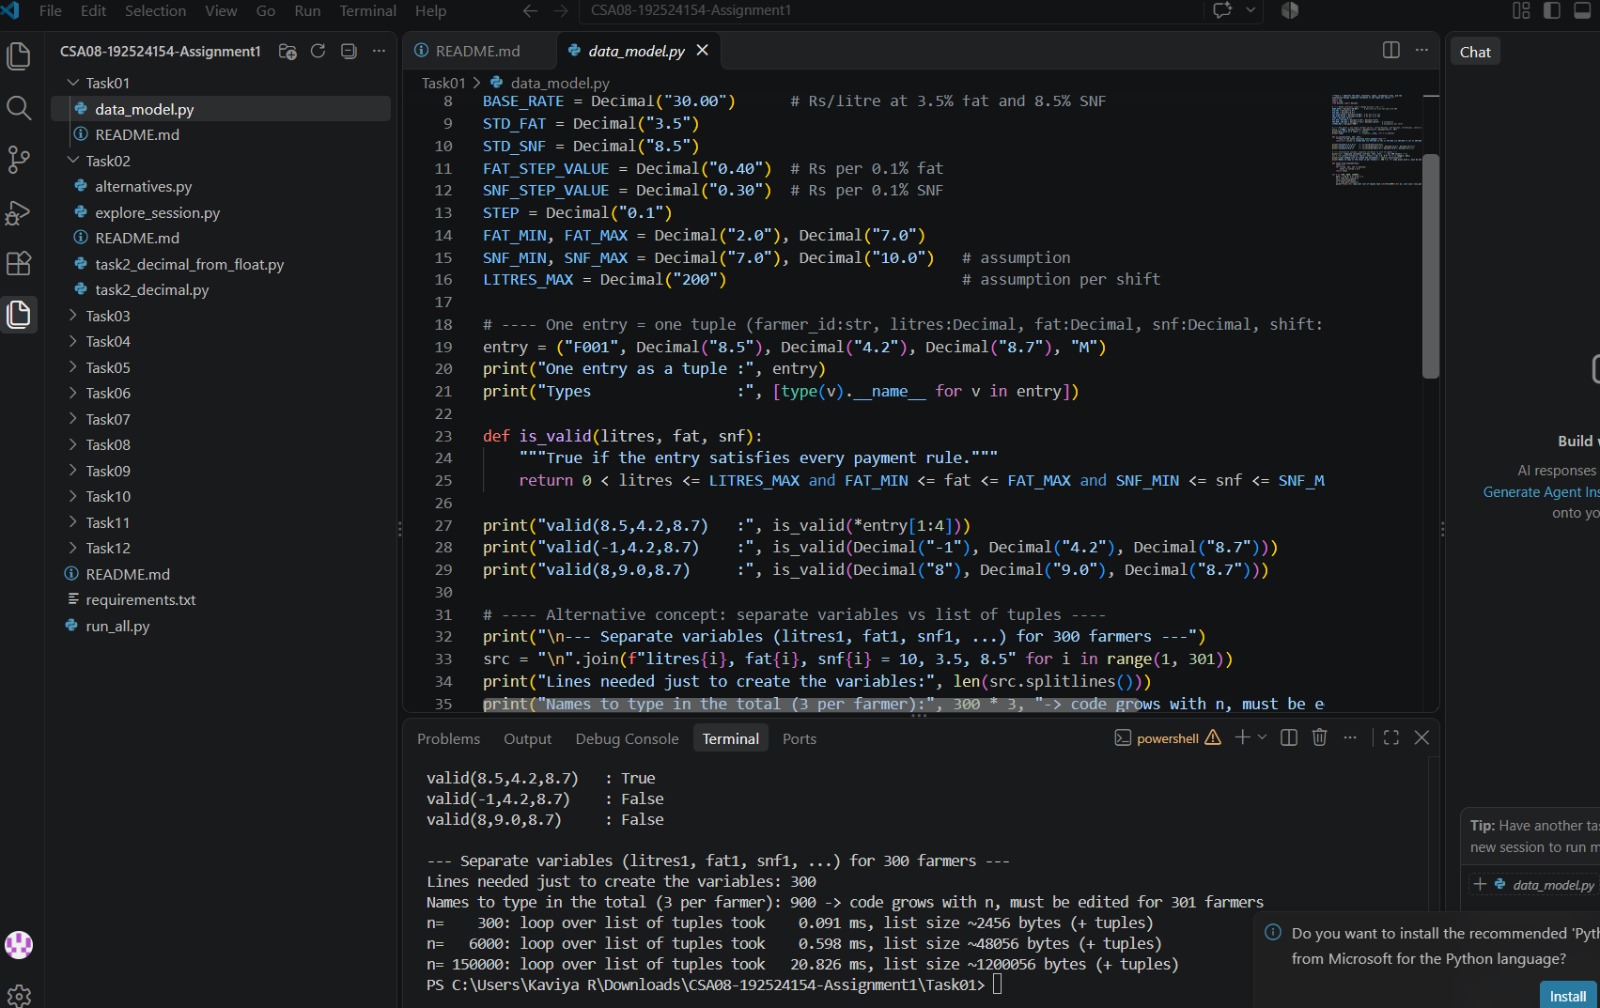 File Edit Selection View Go Run Terminal Help
CSA08-192524154-Assignment1
CSA08-192524154-Assignment1
Task01
data_model.py
README.md
Task02
alternatives.py
explore_session.py
README.md
task2_decimal_from_float.py
task2_decimal.py
Task03
Task04
Task05
Task06
Task07
Task08
Task09
Task10
Task11
Task12
README.md
requirements.txt
run_all.py
README.md
data_model.py
Task01 > data_model.py
8 BASE_RATE = Decimal("30.00") # Rs/litre at 3.5% fat and 8.5% SNF
9 STD_FAT = Decimal("3.5")
10 STD_SNF = Decimal("8.5")
11 FAT_STEP_VALUE = Decimal("0.40") # Rs per 0.1% fat
12 SNF_STEP_VALUE = Decimal("0.30") # Rs per 0.1% SNF
13 STEP = Decimal("0.1")
14 FAT_MIN, FAT_MAX = Decimal("2.0"), Decimal("7.0")
15 SNF_MIN, SNF_MAX = Decimal("7.0"), Decimal("10.0") # assumption
16 LITRES_MAX = Decimal("200") # assumption per shift
17
18 # ---- One entry = one tuple (farmer_id:str, litres:Decimal, fat:Decimal, snf:Decimal, shift:
19 entry = ("F001", Decimal("8.5"), Decimal("4.2"), Decimal("8.7"), "M")
20 print("One entry as a tuple :", entry)
21 print("Types                :", [type(v).__name__ for v in entry])
22
23 def is_valid(litres, fat, snf):
24     """True if the entry satisfies every payment rule."""
25     return 0 < litres <= LITRES_MAX and FAT_MIN <= fat <= FAT_MAX and SNF_MIN <= snf <= SNF_M
26
27 print("valid(8.5,4.2,8.7)   :", is_valid(*entry[1:4]))
28 print("valid(-1,4.2,8.7)    :", is_valid(Decimal("-1"), Decimal("4.2"), Decimal("8.7")))
29 print("valid(8,9.0,8.7)     :", is_valid(Decimal("8"), Decimal("9.0"), Decimal("8.7")))
30
31 # ---- Alternative concept: separate variables vs list of tuples ----
32 print("\n--- Separate variables (litres1, fat1, snf1, ...) for 300 farmers ---")
33 src = "\n".join(f"litres{i}, fat{i}, snf{i} = 10, 3.5, 8.5" for i in range(1, 301))
34 print("Lines needed just to create the variables:", len(src.splitlines()))
35 print("Names to type in the total (3 per farmer):", 300 * 3, "-> code grows with n, must be e
Problems Output Debug Console Terminal Ports
powershell
valid(8.5,4.2,8.7)   : True
valid(-1,4.2,8.7)    : False
valid(8,9.0,8.7)     : False
--- Separate variables (litres1, fat1, snf1, ...) for 300 farmers ---
Lines needed just to create the variables: 300
Names to type in the total (3 per farmer): 900 -> code grows with n, must be edited for 301 farmers
n=    300: loop over list of tuples took    0.091 ms, list size ~2456 bytes (+ tuples)
n=   6000: loop over list of tuples took    0.598 ms, list size ~48056 bytes (+ tuples)
n= 150000: loop over list of tuples took   20.826 ms, list size ~1200056 bytes (+ tuples)
PS C:\Users\Kaviya R\Downloads\CSA08-192524154-Assignment1\Task01>
Chat
Build
AI responses
Generate Agent Ins
onto yo
Tip: Have another ta
new session to run m
data_model.py
Do you want to install the recommended 'Pyth
from Microsoft for the Python language?
Install